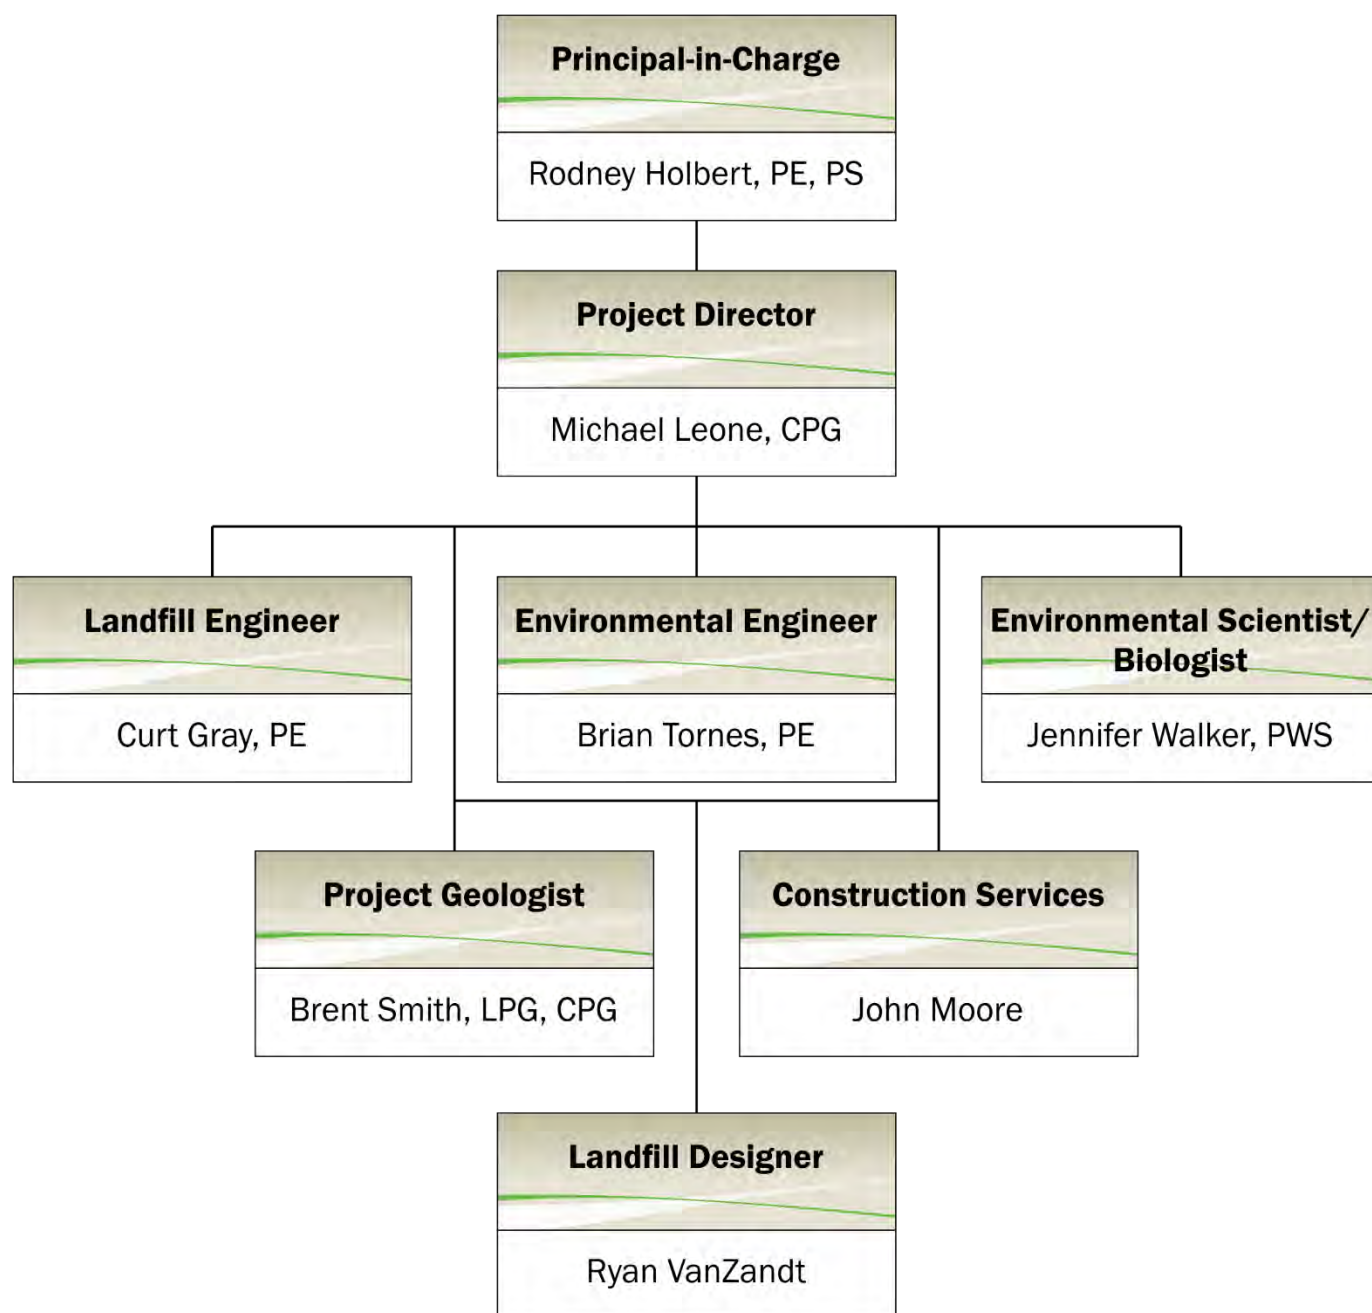 Principal-in-Charge
Rodney Holbert, PE, PS
Project Director
Michael Leone, CPG
Landfill Engineer
Curt Gray, PE
Environmental Engineer
Brian Tornes, PE
Environmental Scientist/
Biologist
Jennifer Walker, PWS
Project Geologist
Brent Smith, LPG, CPG
Construction Services
John Moore
Landfill Designer
Ryan VanZandt